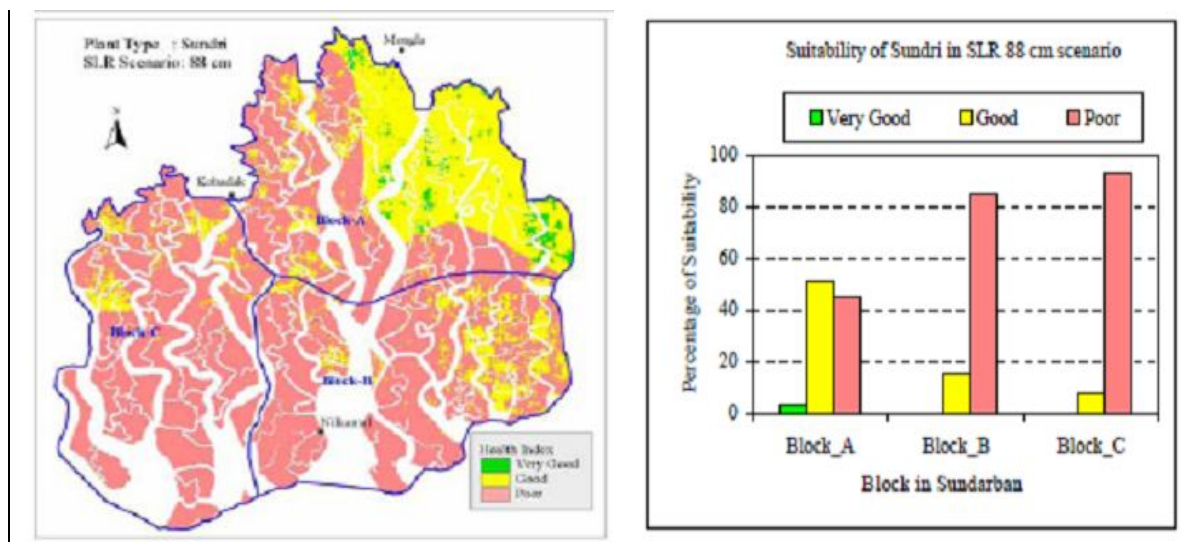 Plant Type : Sundri
SLR Scenario: 88 cm
N
Mongla
Kobadak
Block-A
Block-C
Block-B
Nilkamal
Health Index
Very Good
Good
Poor
Suitability of Sundri in SLR 88 cm scenario
Very Good Good Poor
Percentage of Suitability
100
80
60
40
20
0
Block_A Block_B Block_C
Block in Sundarban